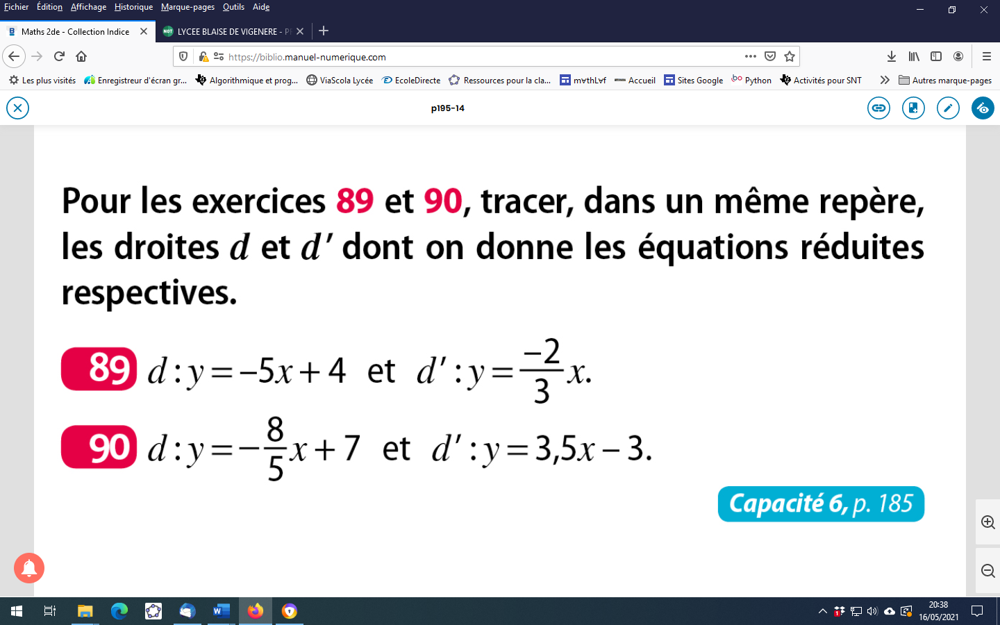 Fichier Édition Affichage Historique Marque-pages Outils Aide
Maths 2de - Collection Indice
LYCEE BLAISE DE VIGENERE - P
https://biblio.manuel-numerique.com
Les plus visités Enregistreur d'écran gr... Algorithmique et prog... ViaScola Lycée EcoleDirecte Ressources pour la cla... m∀thL∀f Accueil Sites Google Python Activités pour SNT Autres marque-pages
p195-14
Pour les exercices 89 et 90, tracer, dans un même repère,
les droites d et d′ dont on donne les équations réduites
respectives.
89 d : y = –5x + 4 et d′ : y = –2/3 x.
90 d : y = –8/5 x + 7 et d′ : y = 3,5x – 3.
Capacité 6, p. 185
20:38
16/05/2021